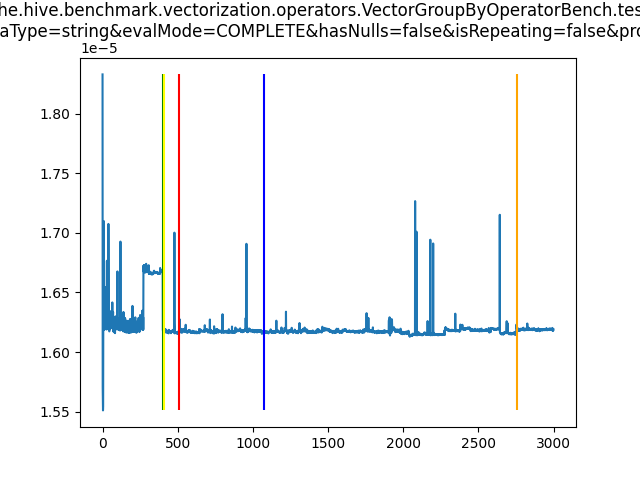 he.hive.benchmark.vectorization.operators.VectorGroupByOperatorBench.tes
aType=string&evalMode=COMPLETE&hasNulls=false&isRepeating=false&pro
1e−5
1.80
1.75
1.70
1.65
1.60
1.55
0 500 1000 1500 2000 2500 3000